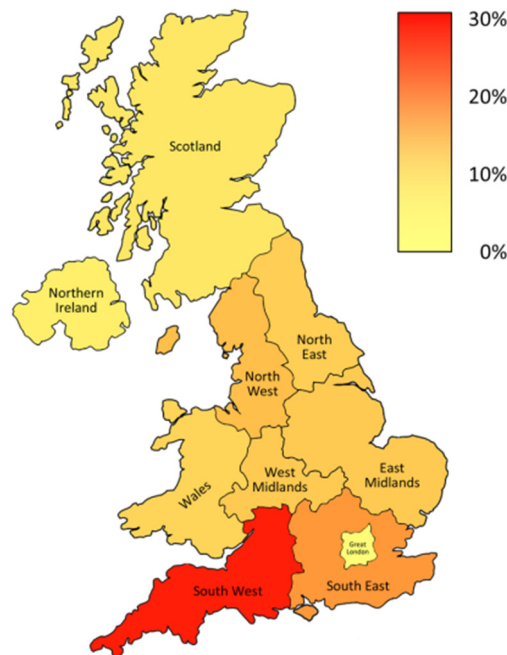 30%
20%
10%
0%
Scotland
Northern
Ireland
North
East
North
West
Wales
West
Midlands
East
Midlands
Great
London
South West
South East